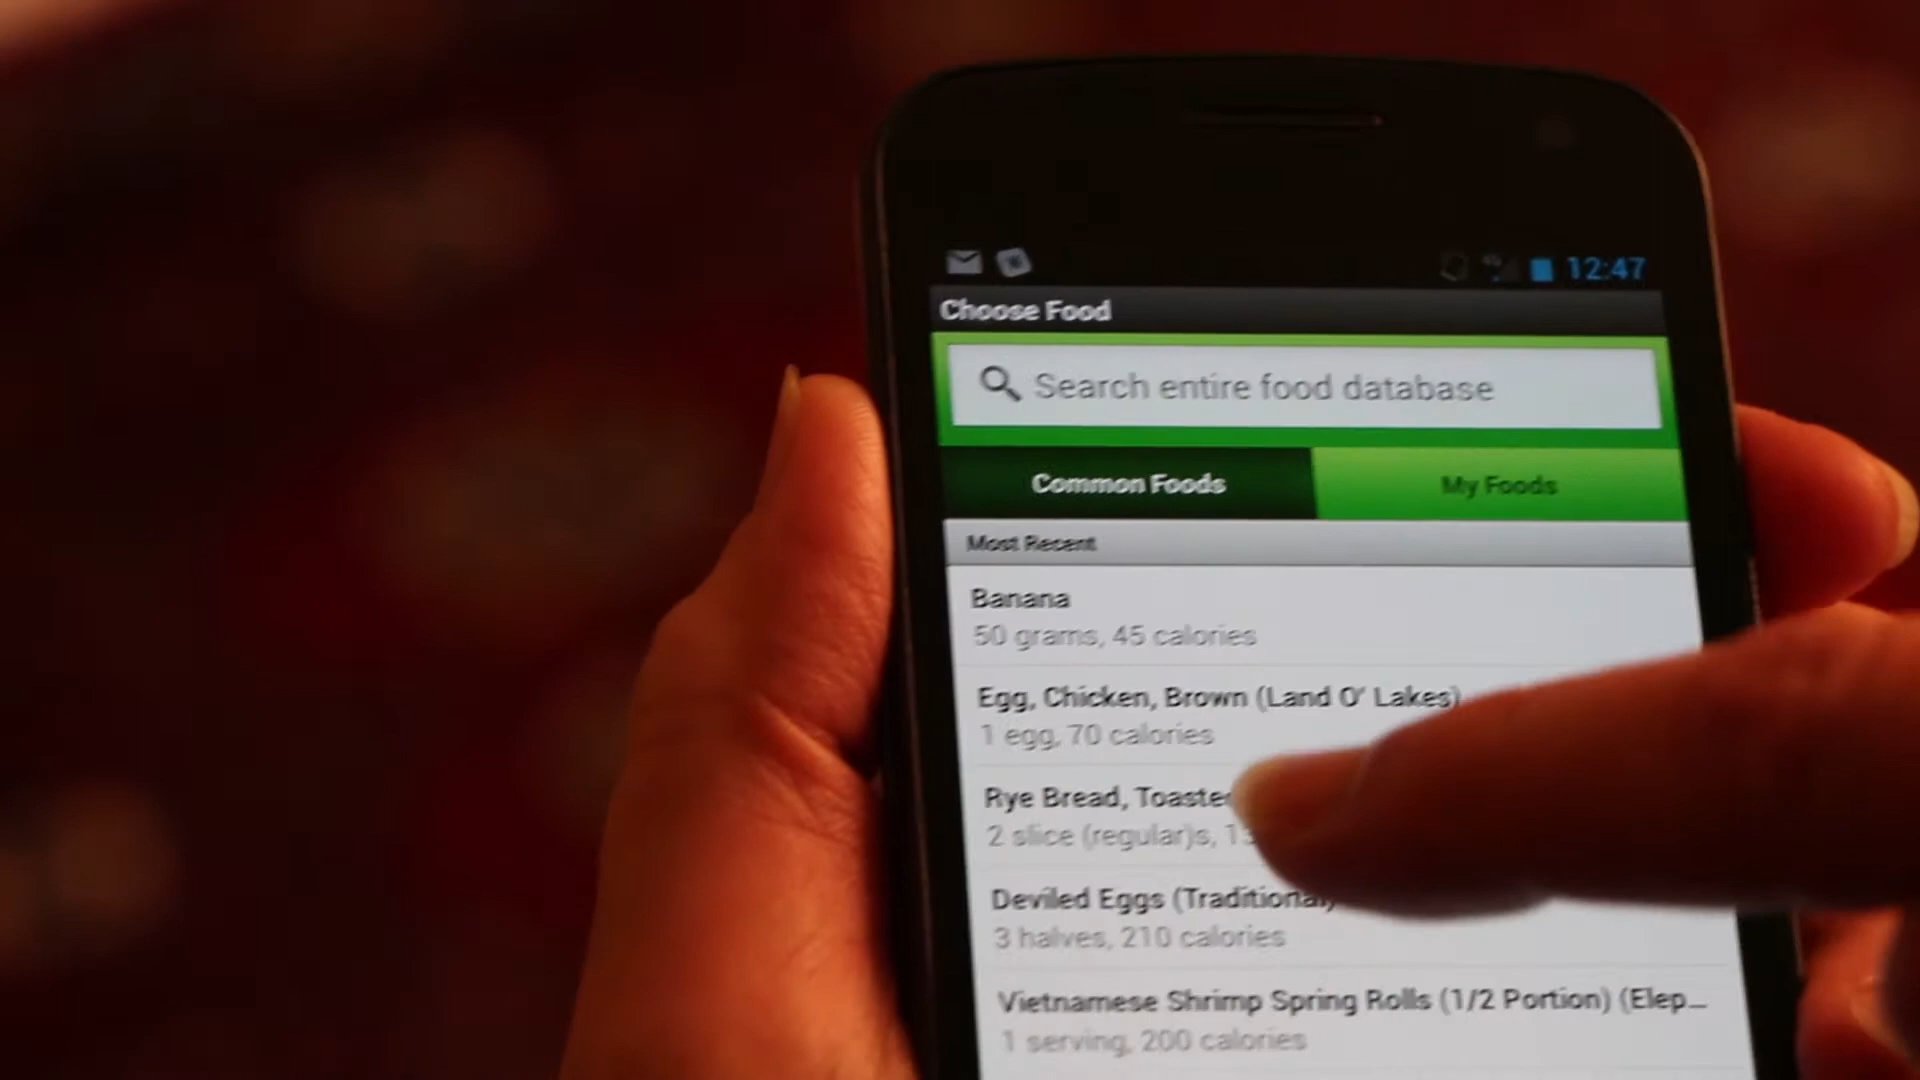 12:47
Choose Food
Search entire food database
Common Foods
My Foods
Most Recent
Banana
50 grams, 45 calories
Egg, Chicken, Brown (Land O' Lakes)
1 egg, 70 calories
Rye Bread, Toasted
2 slice (regular)s,
Deviled Eggs (Traditional)
3 halves, 210 calories
Vietnamese Shrimp Spring Rolls (1/2 Portion) (Elep...
1 serving, 200 calories